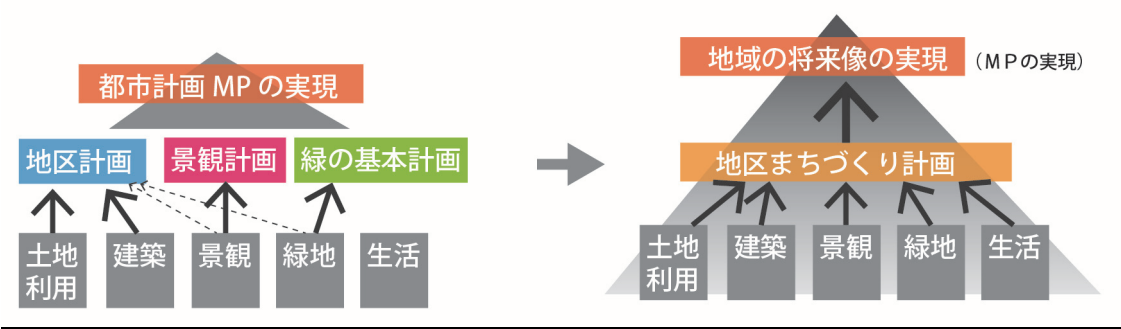 都市計画 MP の実現
地区計画
景観計画
緑の基本計画
土地
利用
建築
景観
緑地
生活
地域の将来像の実現
（ＭＰの実現）
地区まちづくり計画
土地
利用
建築
景観
緑地
生活